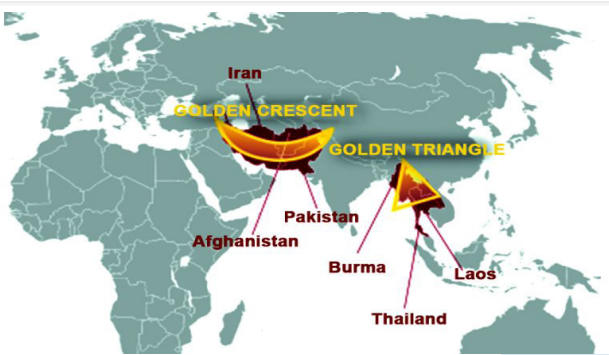 Iran
GOLDEN CRESCENT
GOLDEN TRIANGLE
Pakistan
Afghanistan
Burma
Laos
Thailand